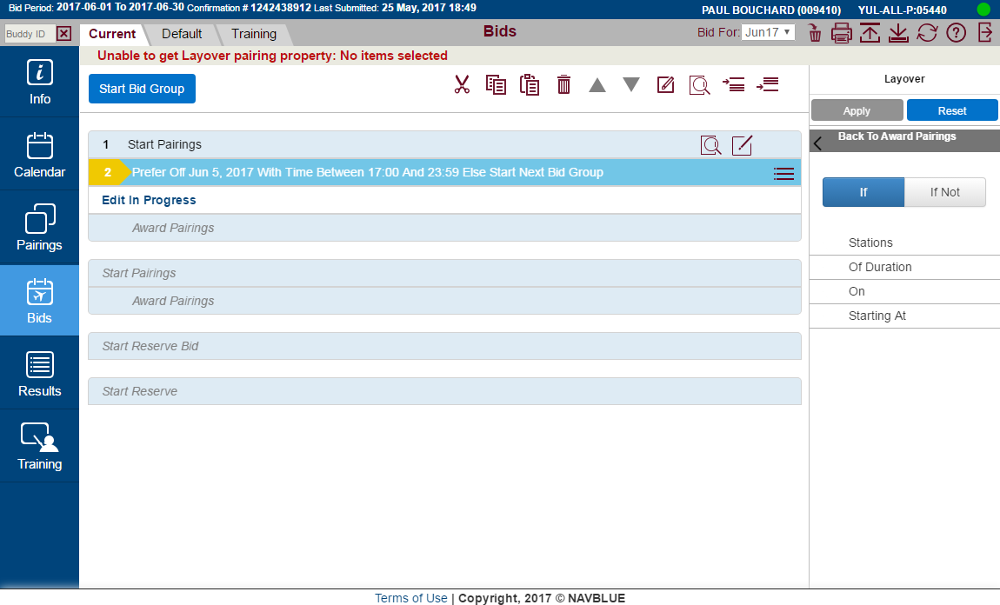 Bid Period: 2017-06-01 To 2017-06-30 Confirmation # 1242438912 Last Submitted: 25 May, 2017 18:49
PAUL BOUCHARD (009410) YUL-ALL-P:05440
Buddy ID
Current Default Training
Bids
Bid For: Jun17
Unable to get Layover pairing property: No items selected
Info
Calendar
Pairings
Bids
Results
Training
Start Bid Group
1 Start Pairings
2 Prefer Off Jun 5, 2017 With Time Between 17:00 And 23:59 Else Start Next Bid Group
Edit In Progress
Award Pairings
Start Pairings
Award Pairings
Start Reserve Bid
Start Reserve
Layover
Apply Reset
Back To Award Pairings
If If Not
Stations
Of Duration
On
Starting At
Terms of Use | Copyright, 2017 © NAVBLUE